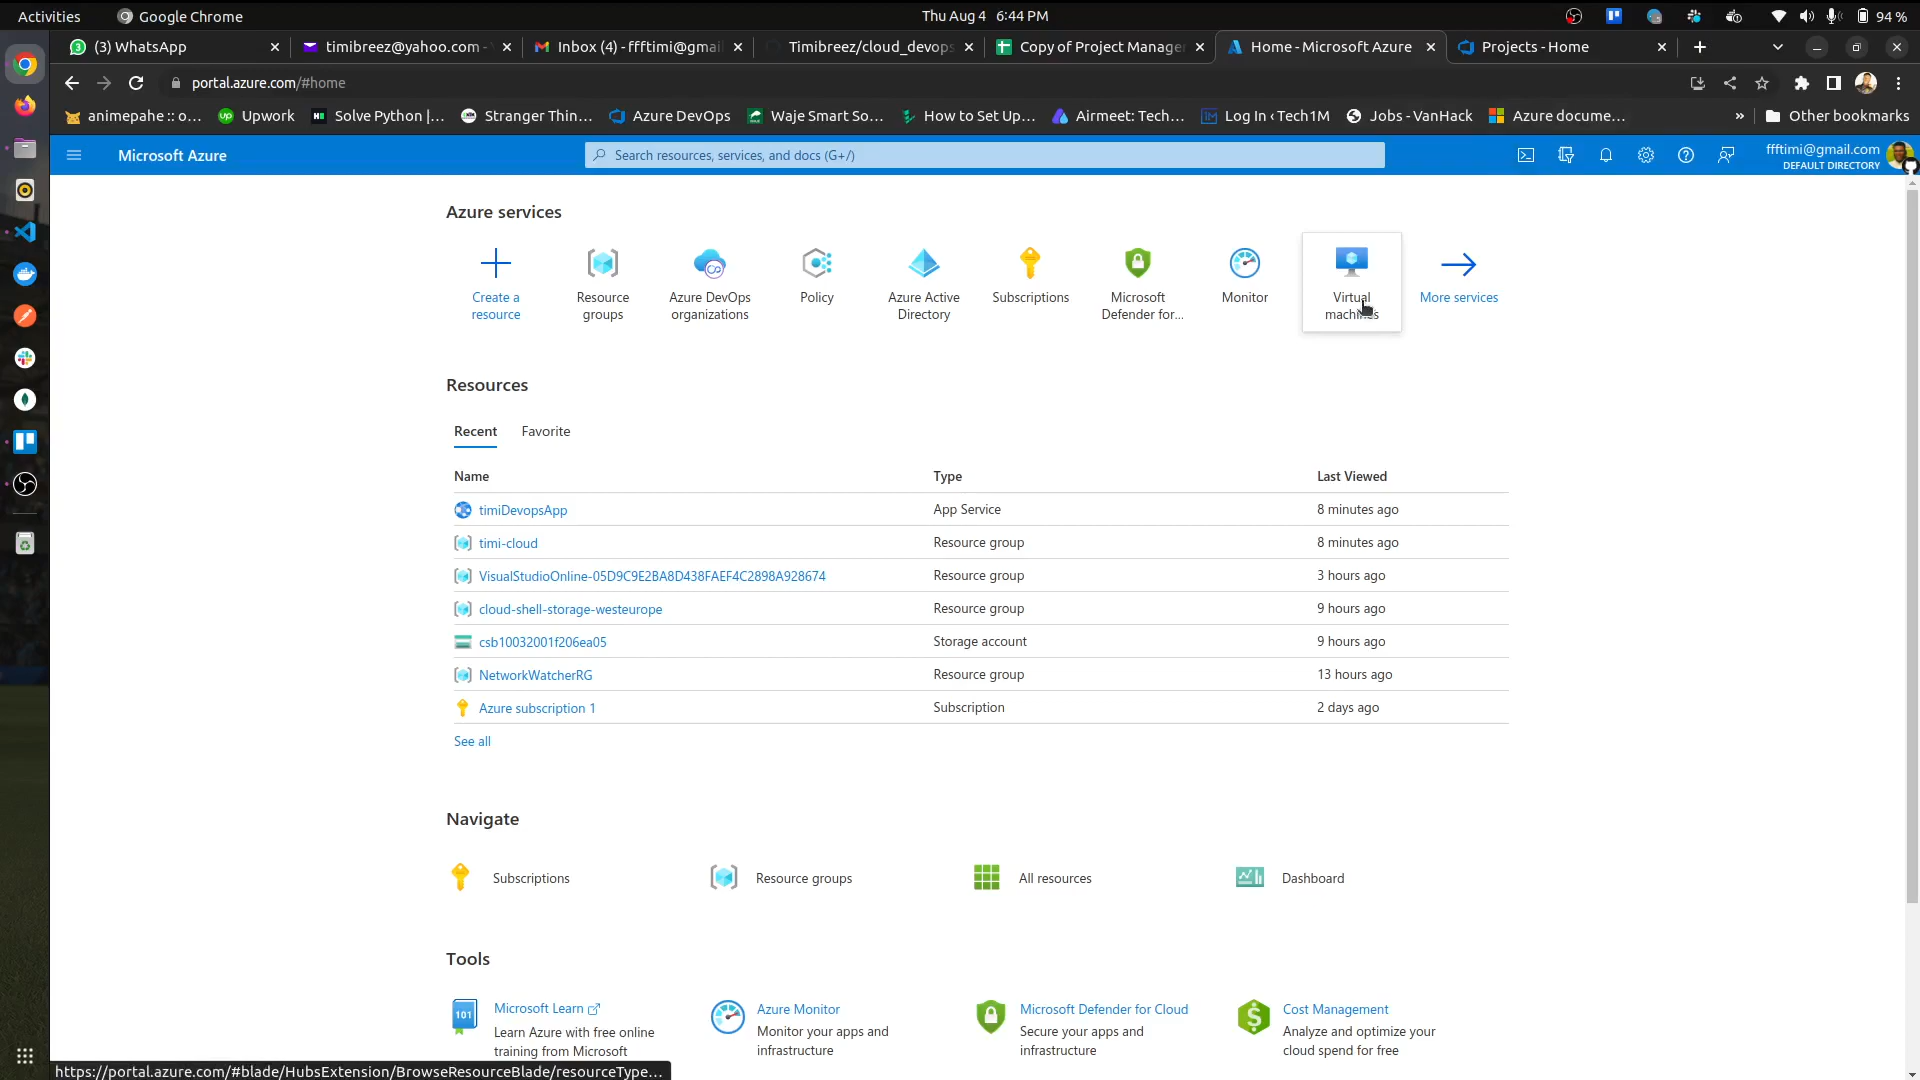 Activities
Google Chrome
Thu Aug 4 6:44 PM
94 %
(3) WhatsApp
timibreez@yahoo.com -
Inbox (4) - ffftimi@gmai
Timibreez/cloud_devops
Copy of Project Manage
Home - Microsoft Azure
Projects - Home
portal.azure.com/#home
animepahe :: o...
Upwork
Solve Python |...
Stranger Thin...
Azure DevOps
Waje Smart So...
How to Set Up...
Airmeet: Tech...
Log In ‹ Tech1M
Jobs - VanHack
Azure docume...
»
Other bookmarks
Microsoft Azure
Search resources, services, and docs (G+/)
ffftimi@gmail.com
DEFAULT DIRECTORY
Azure services
Create a
resource
Resource
groups
Azure DevOps
organizations
Policy
Azure Active
Directory
Subscriptions
Microsoft
Defender for...
Monitor
Virtual
machines
More services
Resources
Recent
Favorite
Name
Type
Last Viewed
timiDevopsApp
App Service
8 minutes ago
timi-cloud
Resource group
8 minutes ago
VisualStudioOnline-05D9C9E2BA8D438FAEF4C2898A928674
Resource group
3 hours ago
cloud-shell-storage-westeurope
Resource group
9 hours ago
csb10032001f206ea05
Storage account
9 hours ago
NetworkWatcherRG
Resource group
13 hours ago
Azure subscription 1
Subscription
2 days ago
See all
Navigate
Subscriptions
Resource groups
All resources
Dashboard
Tools
101
Microsoft Learn
Learn Azure with free online
training from Microsoft
Azure Monitor
Monitor your apps and
infrastructure
Microsoft Defender for Cloud
Secure your apps and
infrastructure
Cost Management
Analyze and optimize your
cloud spend for free
https://portal.azure.com/#blade/HubsExtension/BrowseResourceBlade/resourceType...